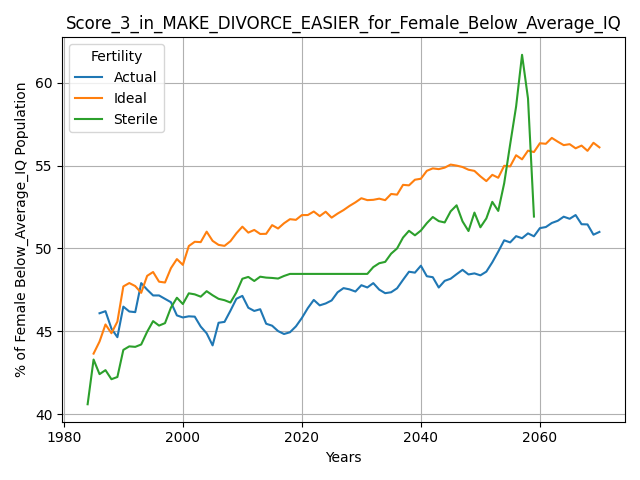 Score_3_in_MAKE_DIVORCE_EASIER_for_Female_Below_Average_IQ
Fertility
Actual
Ideal
Sterile
% of Female Below_Average_IQ Population
60
55
50
45
40
1980
2000
2020
2040
2060
Years